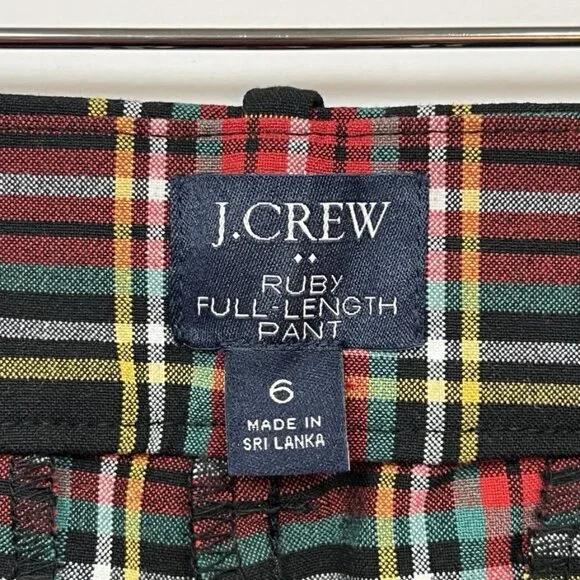 J.CREW
RUBY
FULL-LENGTH
PANT
6
MADE IN
SRI LANKA